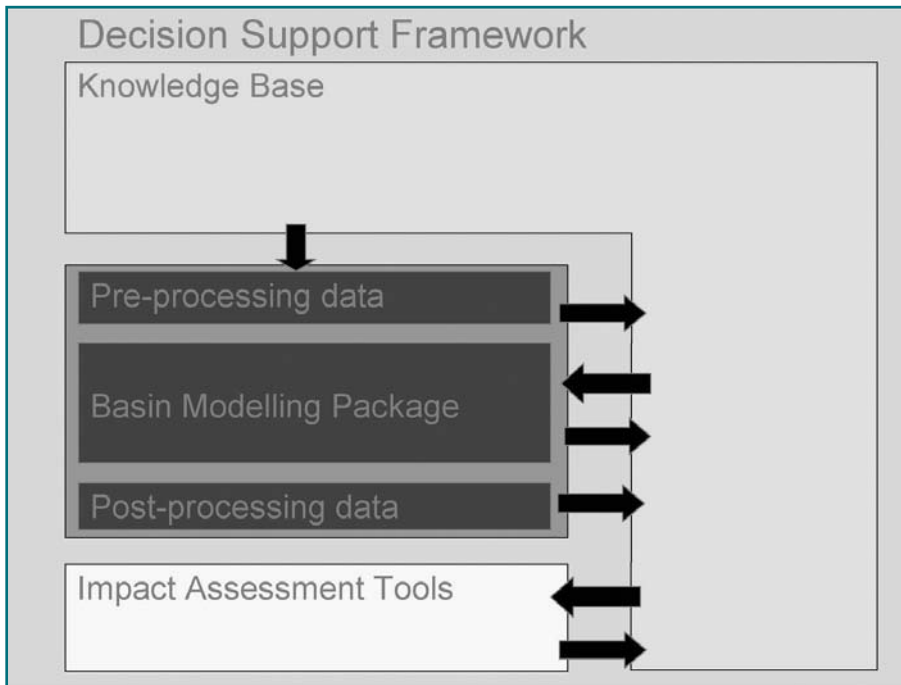 Decision Support Framework
Knowledge Base
Pre-processing data
Basin Modelling Package
Post-processing data
Impact Assessment Tools